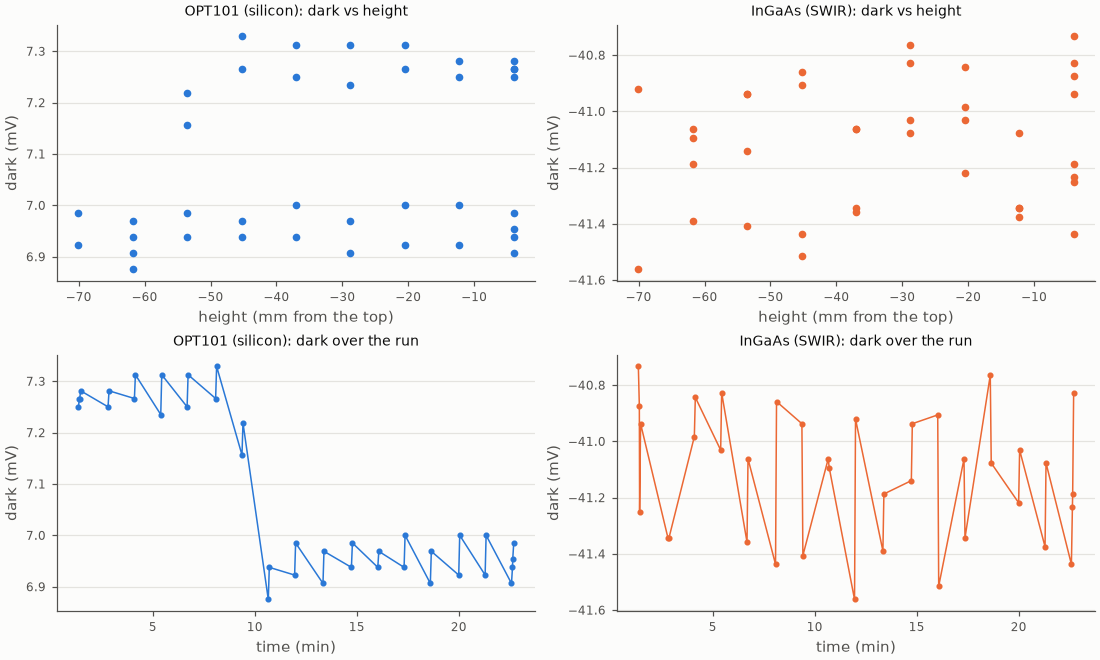 OPT101 (silicon): dark vs height
7.3
7.2
7.1
7.0
6.9
dark (mV)
−70 −60 −50 −40 −30 −20 −10
height (mm from the top)
InGaAs (SWIR): dark vs height
−40.8
−41.0
−41.2
−41.4
−41.6
dark (mV)
−70 −60 −50 −40 −30 −20 −10
height (mm from the top)
OPT101 (silicon): dark over the run
7.3
7.2
7.1
7.0
6.9
dark (mV)
5 10 15 20
time (min)
InGaAs (SWIR): dark over the run
−40.8
−41.0
−41.2
−41.4
−41.6
dark (mV)
5 10 15 20
time (min)